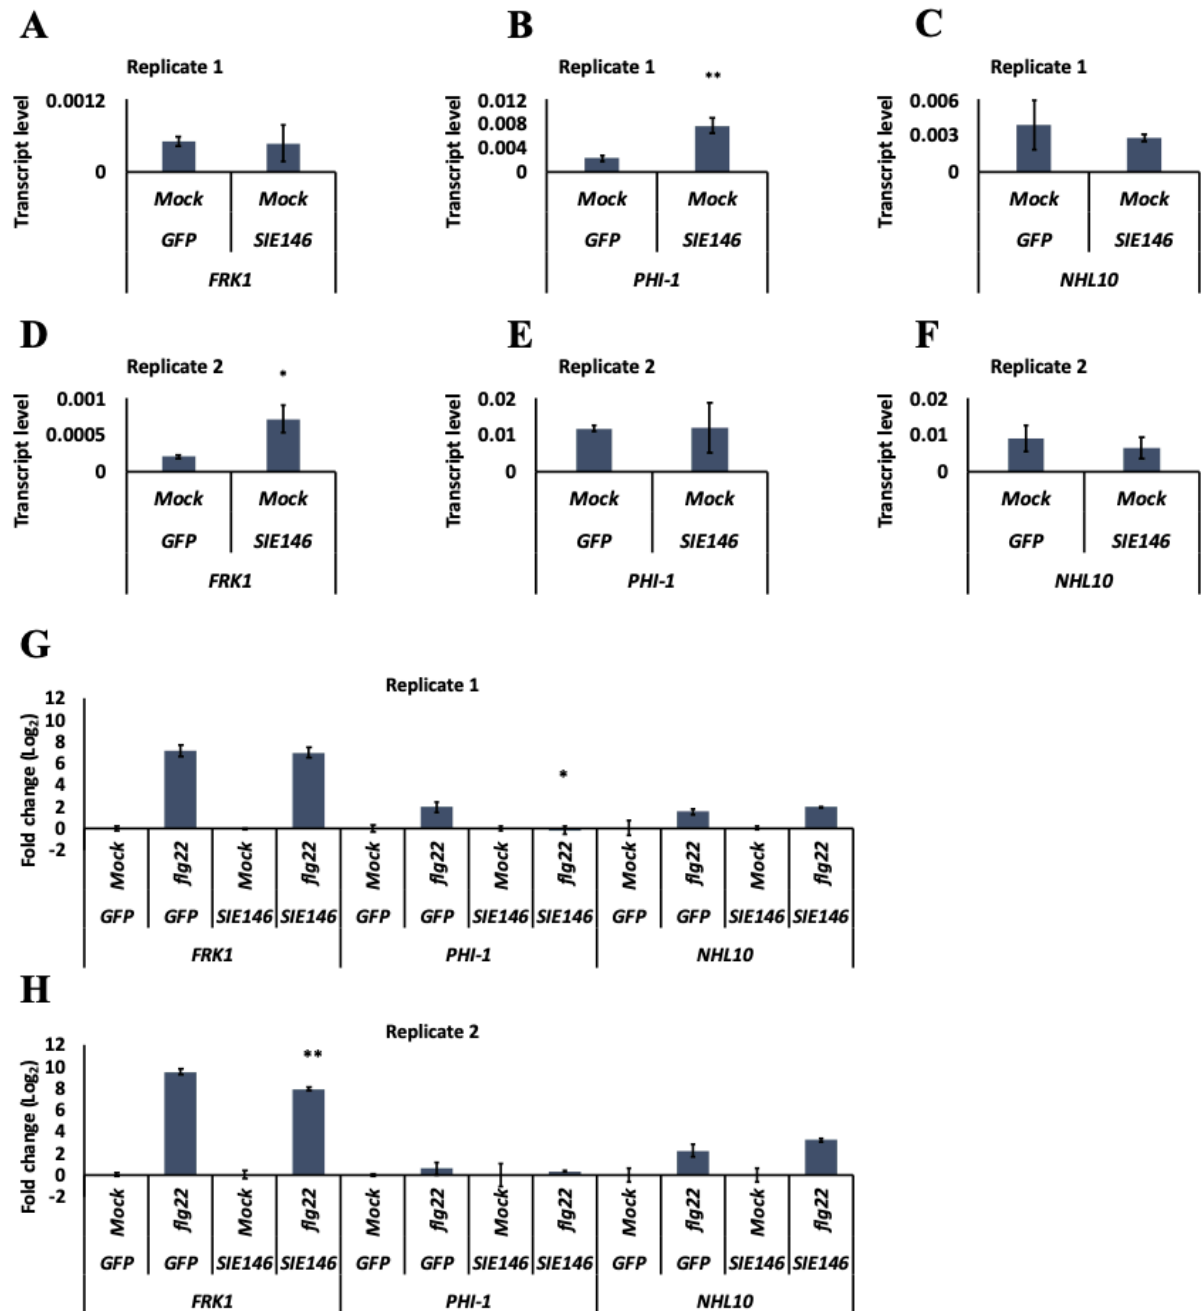 A
B
C
Replicate 1
Replicate 1
Replicate 1
Transcript level
0.0012
0
Mock
Mock
GFP
SIE146
FRK1
Transcript level
**
0.012
0.008
0.004
0
Mock
Mock
GFP
SIE146
PHI-1
Transcript level
0.006
0.003
0
Mock
Mock
GFP
SIE146
NHL10
D
E
F
Replicate 2
Replicate 2
Replicate 2
Transcript level
*
0.001
0.0005
0
Mock
Mock
GFP
SIE146
FRK1
Transcript level
0.02
0.01
0
Mock
Mock
GFP
SIE146
PHI-1
Transcript level
0.02
0.01
0
Mock
Mock
GFP
SIE146
NHL10
G
Replicate 1
Fold change (Log₂)
12
10
8
6
4
2
0
-2
*
Mock flg22 Mock flg22 Mock flg22 Mock flg22 Mock flg22 Mock flg22
GFP GFP SIE146 SIE146 GFP GFP SIE146 SIE146 GFP GFP SIE146 SIE146
FRK1 PHI-1 NHL10
H
Replicate 2
Fold change (Log₂)
12
10
8
6
4
2
0
-2
**
Mock flg22 Mock flg22 Mock flg22 Mock flg22 Mock flg22 Mock flg22
GFP GFP SIE146 SIE146 GFP GFP SIE146 SIE146 GFP GFP SIE146 SIE146
FRK1 PHI-1 NHL10